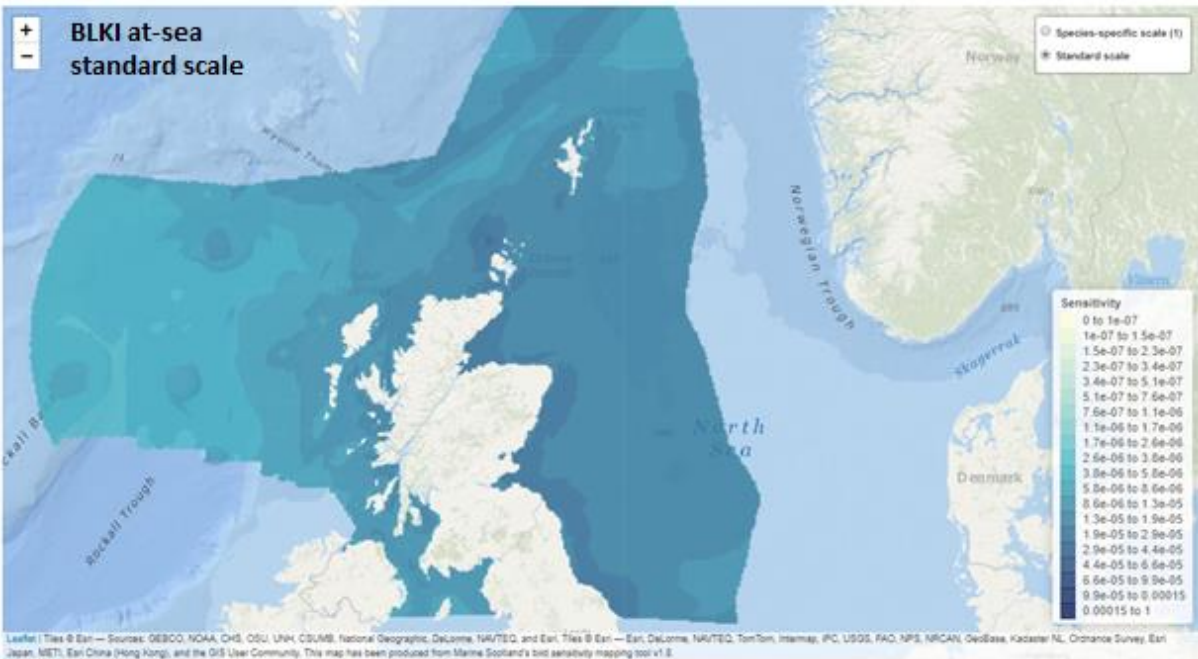 +
−
BLKI at-sea
standard scale
Species-specific scale (1)
Standard scale
Norway
Norwegian Trough
Skagerrak
North
Sea
Denmark
Rockall Trough
Sensitivity
0 to 1e-07
1e-07 to 1.5e-07
1.5e-07 to 2.3e-07
2.3e-07 to 3.4e-07
3.4e-07 to 5.1e-07
5.1e-07 to 7.6e-07
7.6e-07 to 1.1e-06
1.1e-06 to 1.7e-06
1.7e-06 to 2.6e-06
2.6e-06 to 3.8e-06
3.8e-06 to 5.8e-06
5.8e-06 to 8.6e-06
8.6e-06 to 1.3e-05
1.3e-05 to 1.9e-05
1.9e-05 to 2.9e-05
2.9e-05 to 4.4e-05
4.4e-05 to 6.6e-05
6.6e-05 to 9.9e-05
9.9e-05 to 0.00015
0.00015 to 1
Leaflet | Tiles © Esri — Sources: GEBCO, NOAA, CHS, OSU, UNH, CSUMB, National Geographic, DeLorme, NAVTEQ, and Esri, Tiles © Esri — Esri, DeLorme, NAVTEQ, TomTom, Intermap, iPC, USGS, FAO, NPS, NRCAN, GeoBase, Kadaster NL, Ordnance Survey, Esri
Japan, METI, Esri China (Hong Kong), and the GIS User Community. This map has been produced from Marine Scotland's bird sensitivity mapping tool v1.8.